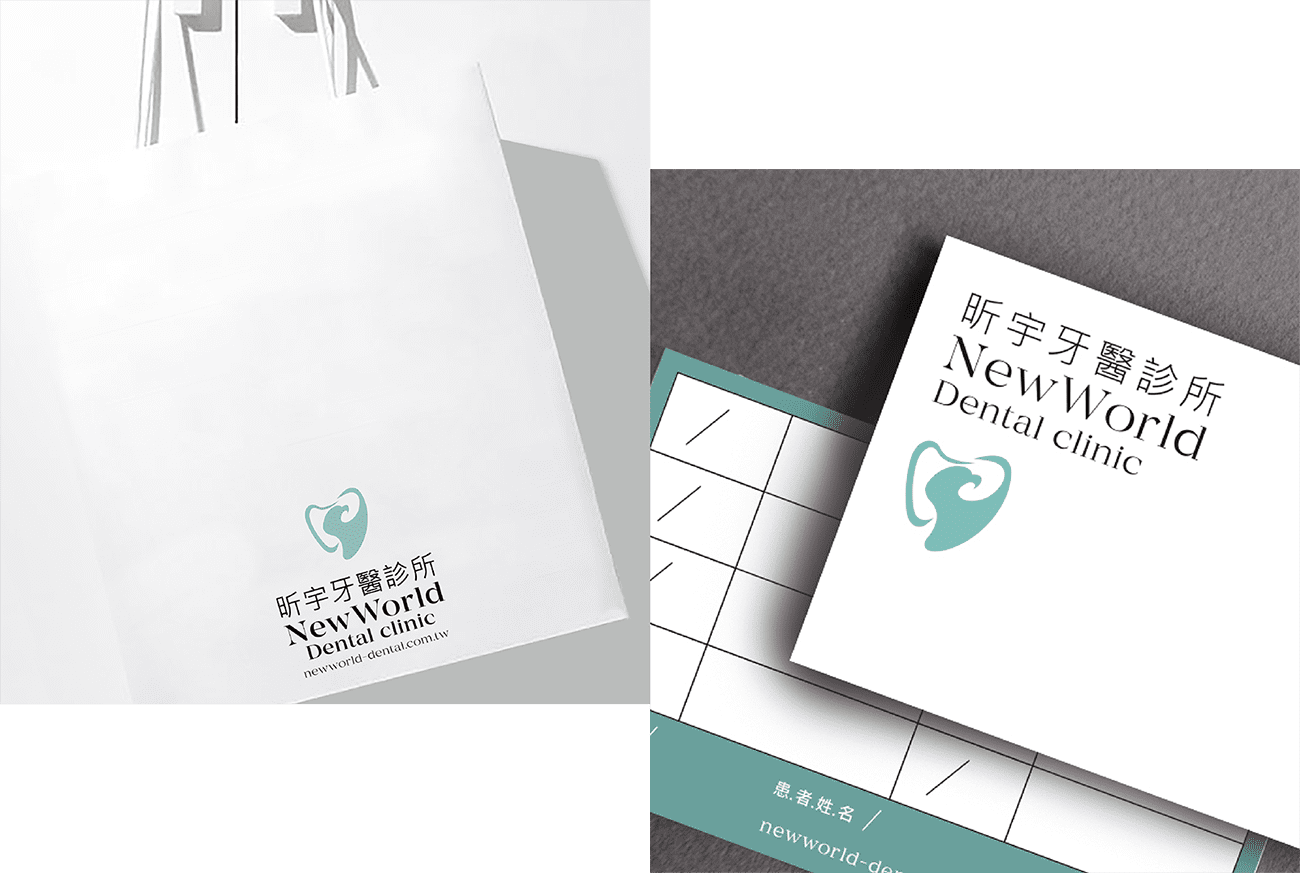 昕宇牙醫診所
NewWorld
Dental clinic
newworld-dental.com.tw
昕宇牙醫診所
NewWorld
Dental clinic
/
/
/
/
/
患.者.姓.名 /
newworld-de